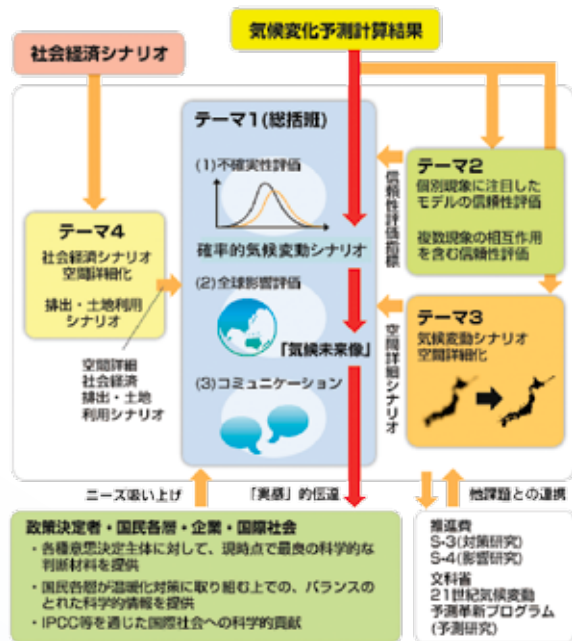 気候変化予測計算結果
社会経済シナリオ
テーマ1(総括班)
(1)不確実性評価
確率的気候変動シナリオ
(2)全球影響評価
「気候未来像」
(3)コミュニケーション
テーマ2
個別現象に注目した
モデルの信頼性評価
複数現象の相互作用
を含む信頼性評価
信頼性評価指標
テーマ4
社会経済シナリオ
空間詳細化
排出・土地利用
シナリオ
空間詳細
社会経済
排出・土地
利用シナリオ
テーマ3
気候変動シナリオ
空間詳細化
空間詳細シナリオ
ニーズ吸い上げ
「実感」的伝達
他課題との連携
政策決定者・国民各層・企業・国際社会
・各種意思決定主体に対して、現時点で最良の科学的な
判断材料を提供
・国民各層が温暖化対策に取り組む上での、バランスの
とれた科学的情報を提供
・IPCC等を通じた国際社会への科学的貢献
推進費
S-3(対策研究)
S-4(影響研究)
文科省
21世紀気候変動
予測革新プログラム
(予測研究)